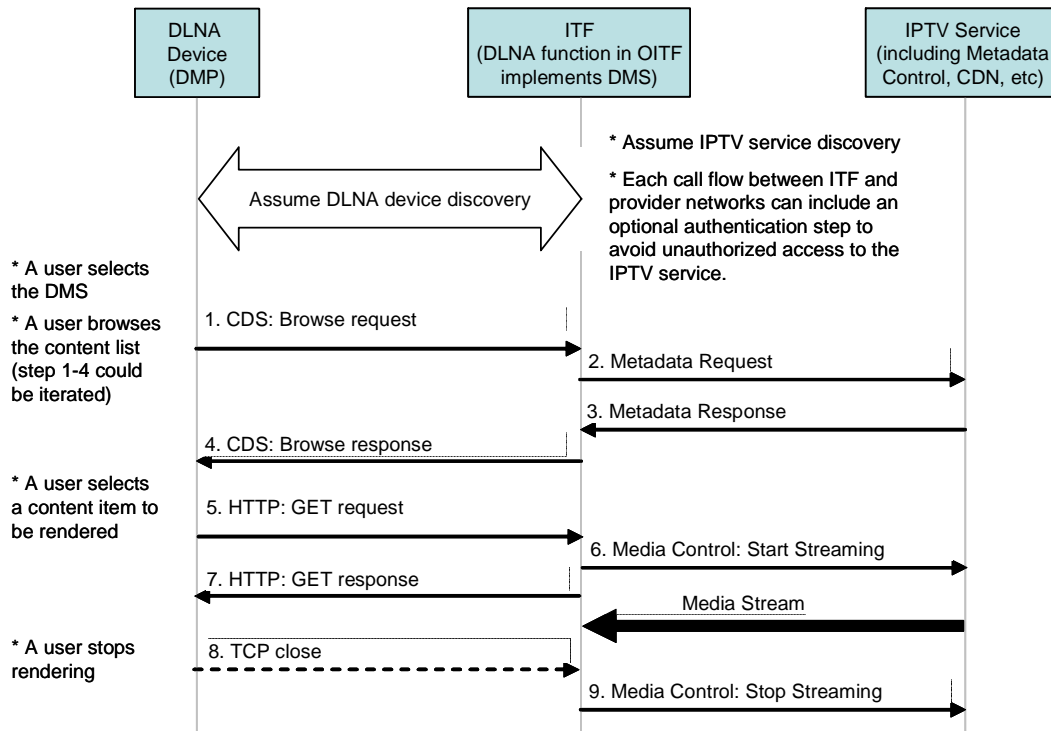 DLNA
Device
(DMP)
ITF
(DLNA function in OITF
implements DMS)
IPTV Service
(including Metadata
Control, CDN, etc)
* Assume IPTV service discovery
* Each call flow between ITF and
provider networks can include an
optional authentication step to
avoid unauthorized access to the
IPTV service.
Assume DLNA device discovery
* A user selects
the DMS
* A user browses
the content list
(step 1-4 could
be iterated)
1. CDS: Browse request
2. Metadata Request
3. Metadata Response
4. CDS: Browse response
* A user selects
a content item to
be rendered
5. HTTP: GET request
6. Media Control: Start Streaming
7. HTTP: GET response
Media Stream
* A user stops
rendering
8. TCP close
9. Media Control: Stop Streaming